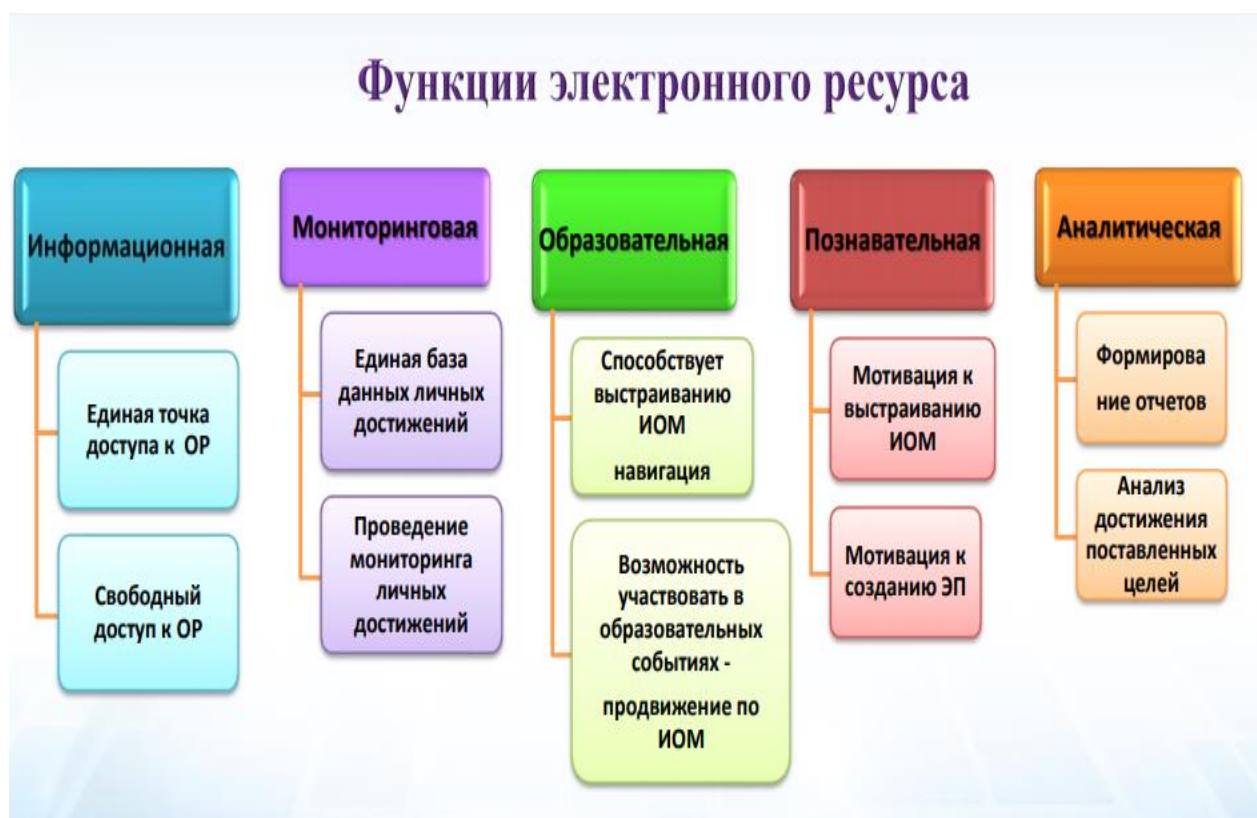 Функции электронного ресурса
Информационная
Единая точка
доступа к ОР
Свободный
доступ к ОР
Мониторинговая
Единая база
данных личных
достижений
Проведение
мониторинга
личных
достижений
Образовательная
Способствует
выстраиванию
ИОМ
навигация
Возможность
участвовать в
образовательных
событиях -
продвижение по
ИОМ
Познавательная
Мотивация к
выстраиванию
ИОМ
Мотивация к
созданию ЭП
Аналитическая
Формирова
ние отчетов
Анализ
достижения
поставленных
целей